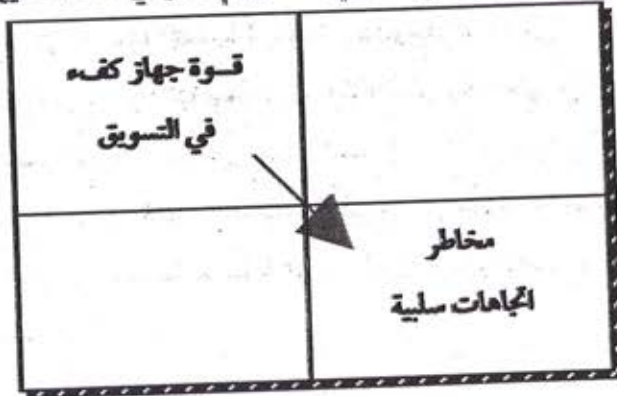 قوة جهاز كفء
في التسويق
مخاطر
اتجاهات سلبية